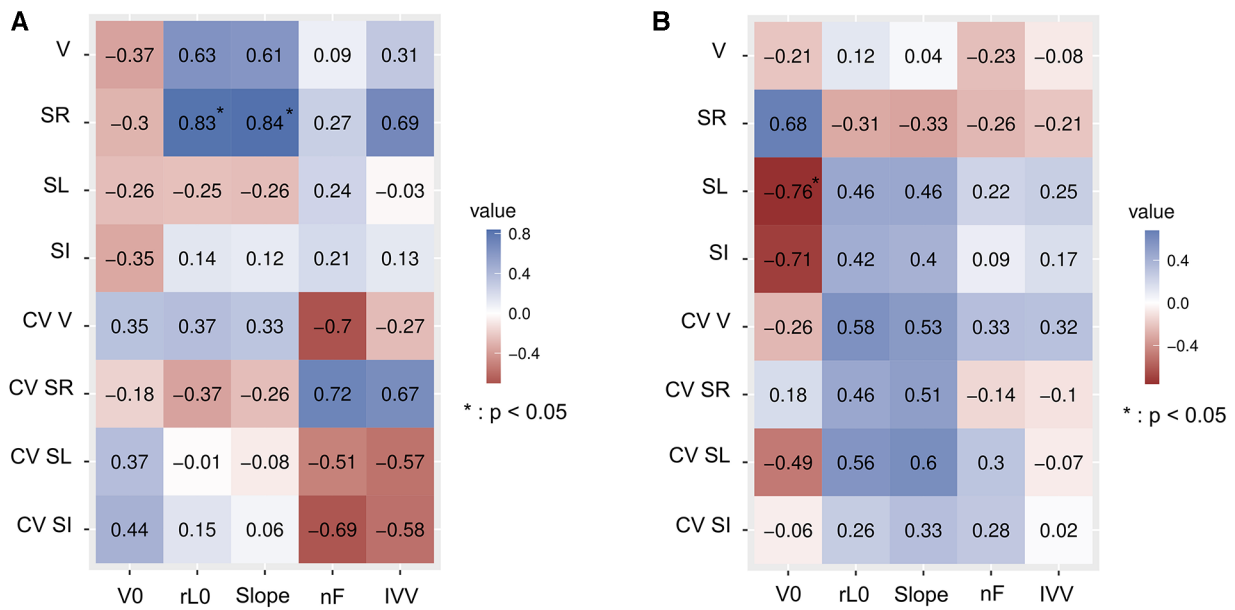 A
V −0.37 0.63 0.61 0.09 0.31
SR −0.3 0.83 * 0.84 * 0.27 0.69
SL −0.26 −0.25 −0.26 0.24 −0.03
SI −0.35 0.14 0.12 0.21 0.13
CV V 0.35 0.37 0.33 −0.7 −0.27
CV SR −0.18 −0.37 −0.26 0.72 0.67
CV SL 0.37 −0.01 −0.08 −0.51 −0.57
CV SI 0.44 0.15 0.06 −0.69 −0.58
V0 rL0 Slope nF IVV
value
0.8
0.4
0.0
−0.4
* : p < 0.05
B
V −0.21 0.12 0.04 −0.23 −0.08
SR 0.68 −0.31 −0.33 −0.26 −0.21
SL −0.76 * 0.46 0.46 0.22 0.25
SI −0.71 0.42 0.4 0.09 0.17
CV V −0.26 0.58 0.53 0.33 0.32
CV SR 0.18 0.46 0.51 −0.14 −0.1
CV SL −0.49 0.56 0.6 0.3 −0.07
CV SI −0.06 0.26 0.33 0.28 0.02
V0 rL0 Slope nF IVV
value
0.4
0.0
−0.4
* : p < 0.05